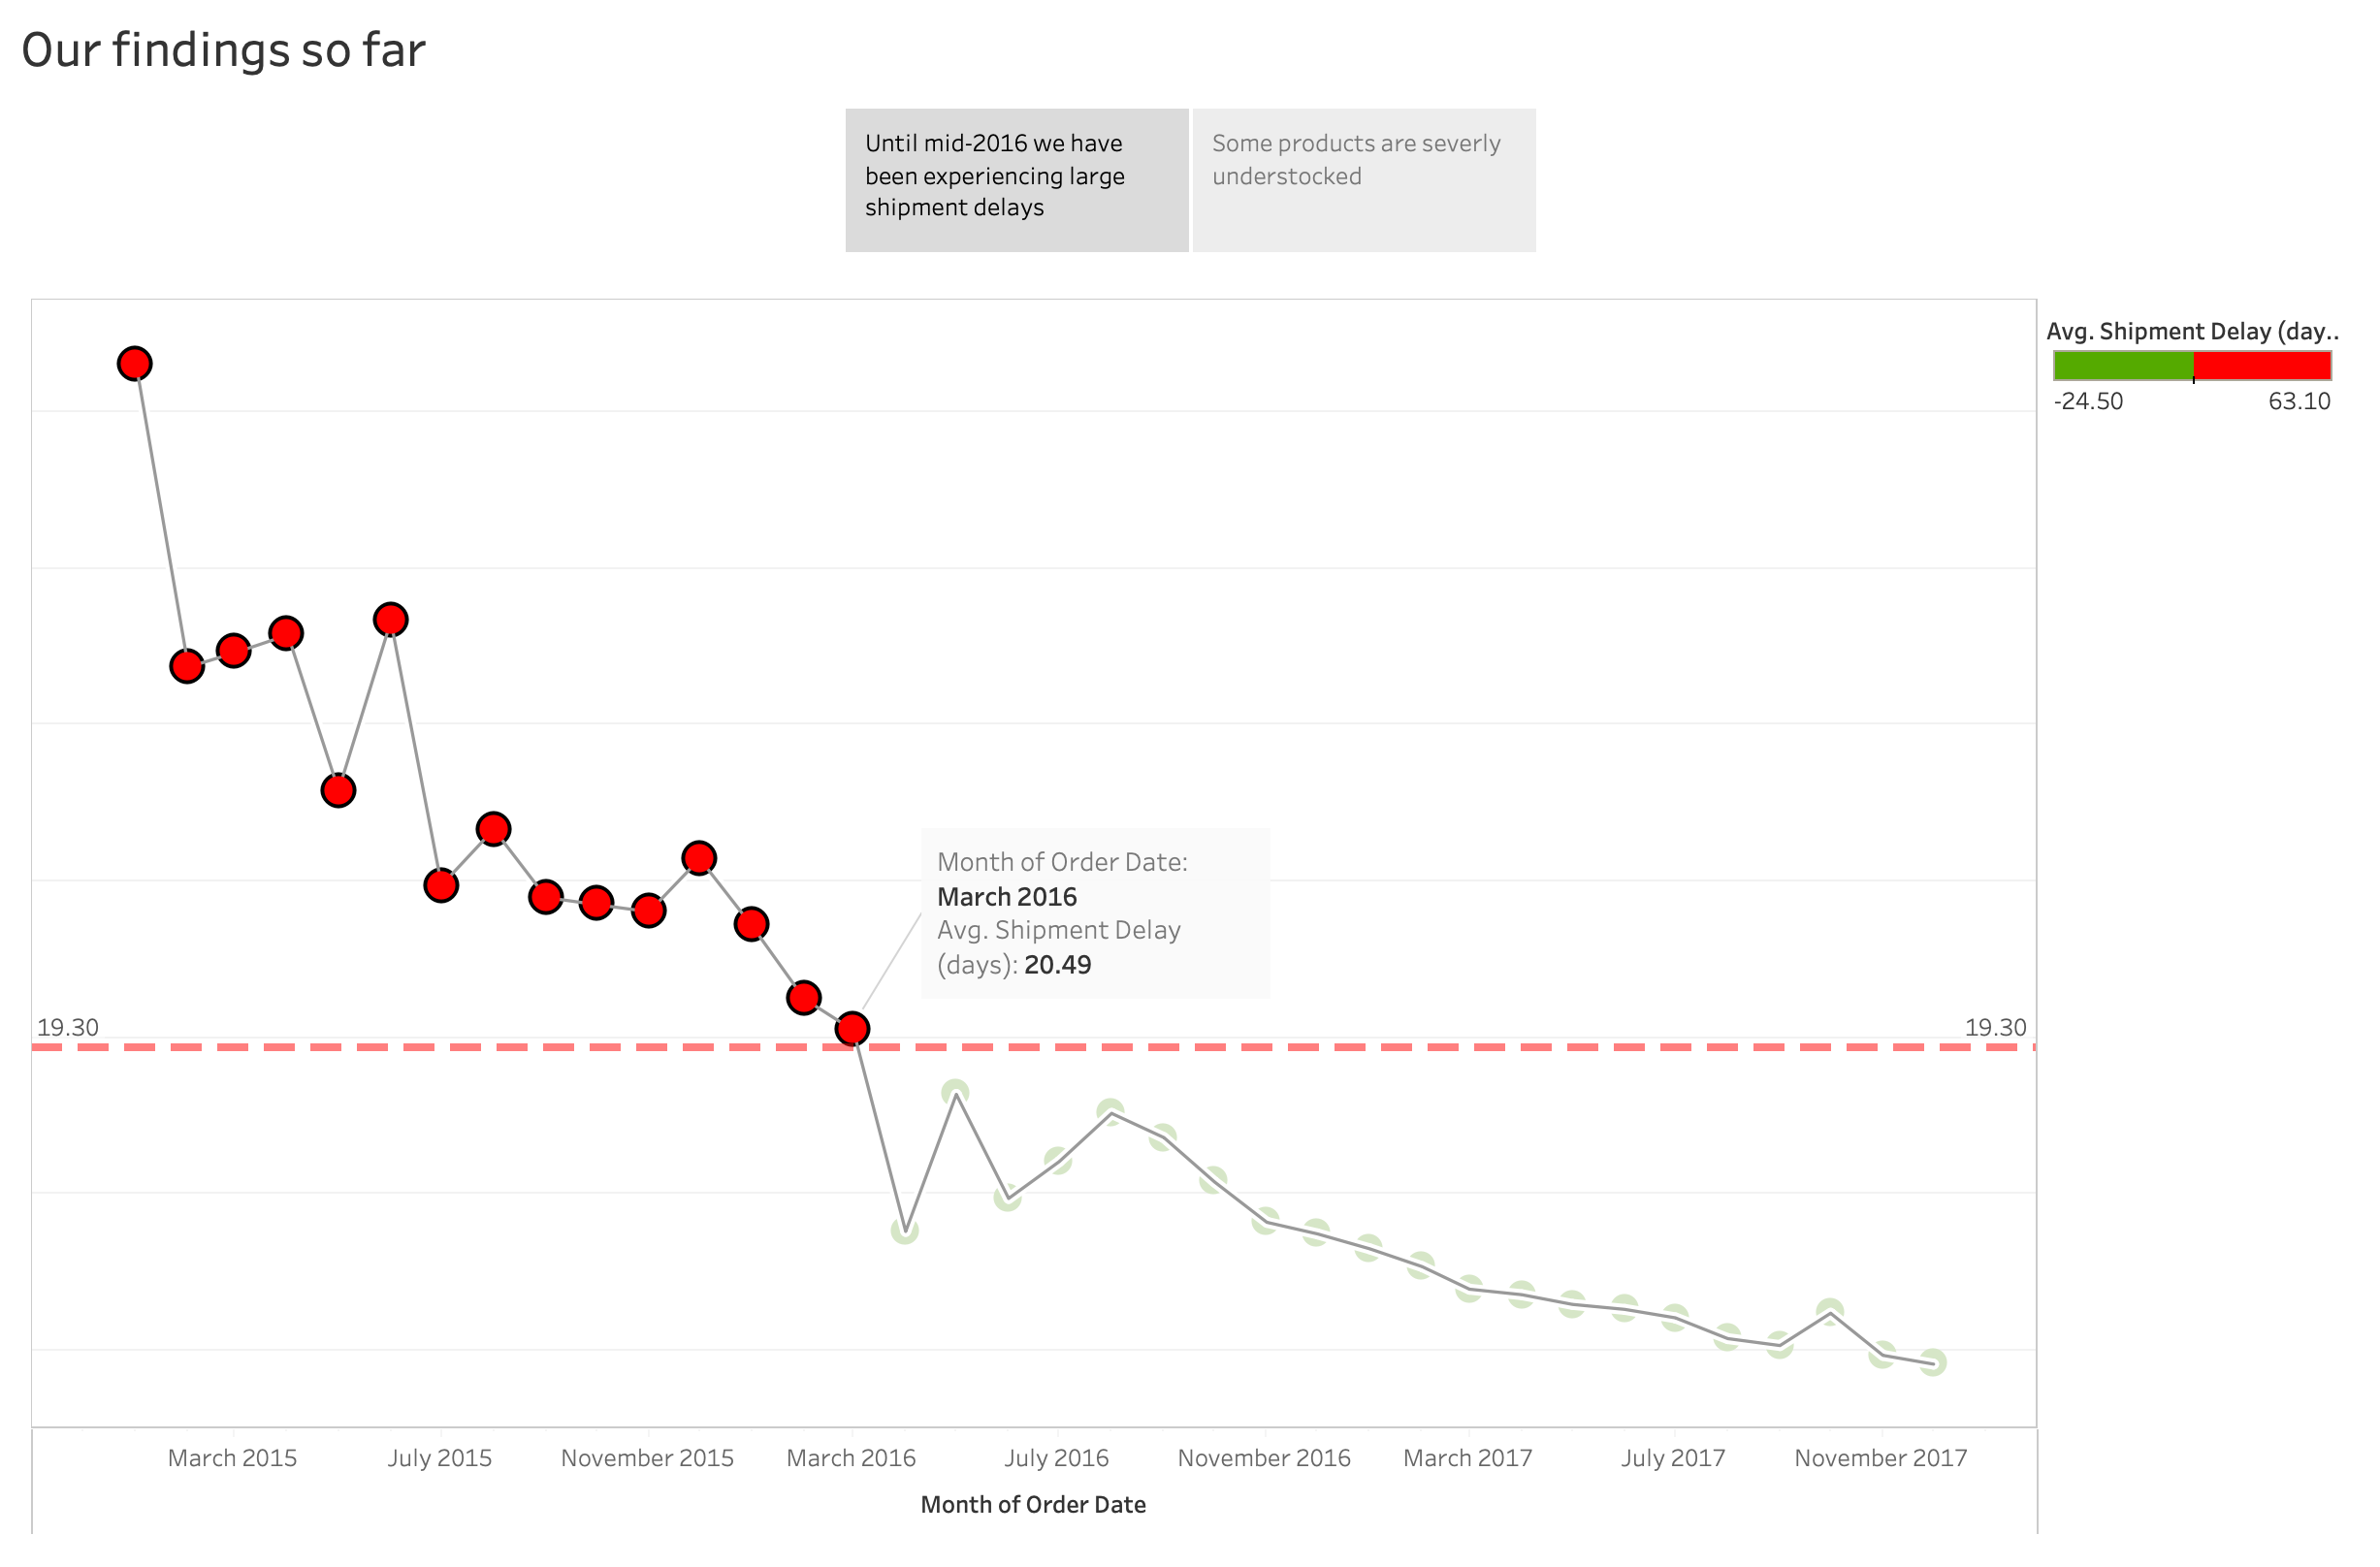 Our findings so far
Until mid-2016 we have
been experiencing large
shipment delays
Some products are severly
understocked
Avg. Shipment Delay (day..
-24.50 63.10
Month of Order Date:
March 2016
Avg. Shipment Delay
(days): 20.49
19.30 19.30
March 2015 July 2015 November 2015 March 2016 July 2016 November 2016 March 2017 July 2017 November 2017
Month of Order Date